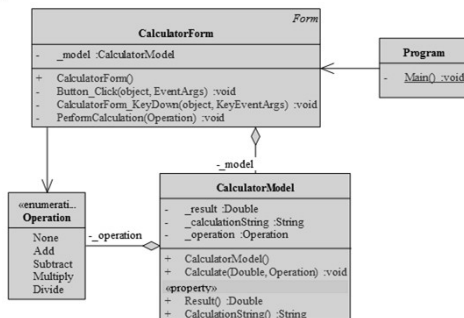 Form
CalculatorForm
- _model :CalculatorModel
+ CalculatorForm()
- Button_Click(object, EventArgs) :void
- CalculatorForm_KeyDown(object, KeyEventArgs) :void
- PerformCalculation(Operation) :void
Program
- Main() :void
-_model
CalculatorModel
- _result :Double
- _calculationString :String
- _operation :Operation
+ CalculatorModel()
+ Calculate(Double, Operation) :void
«property»
+ Result() :Double
+ CalculationString() :String
«enumerati...
Operation
None
Add
Subtract
Multiply
Divide
-_operation